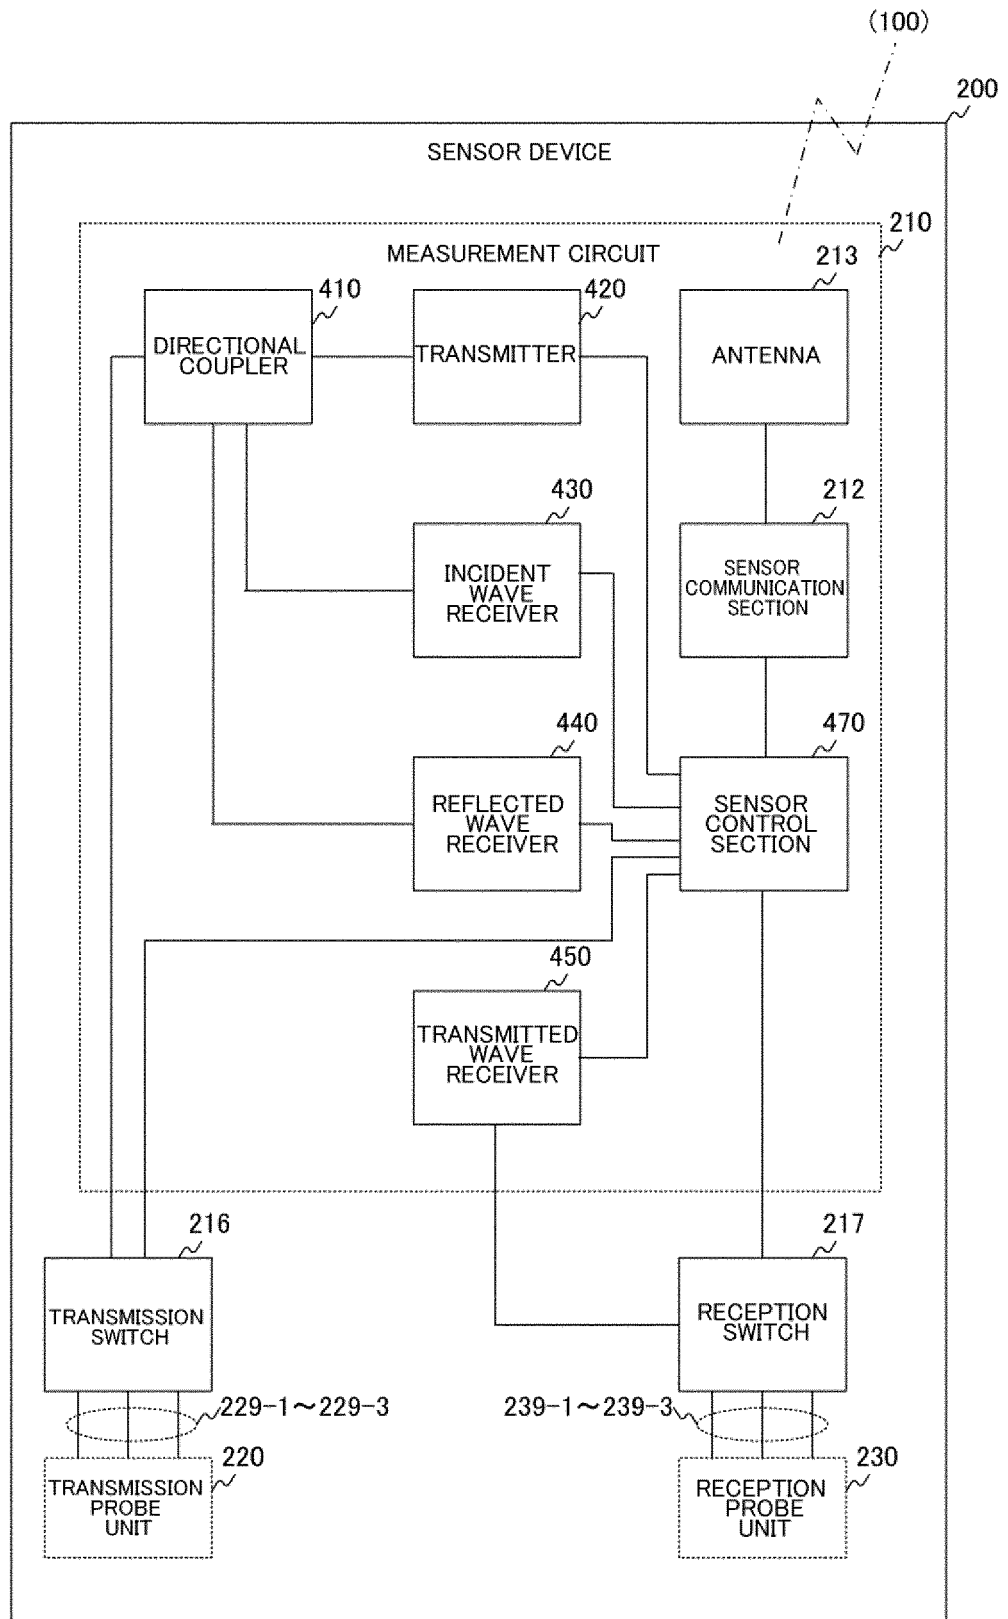 (100)
200
SENSOR DEVICE
210
MEASUREMENT CIRCUIT
213
410
420
DIRECTIONAL
COUPLER
TRANSMITTER
ANTENNA
430
212
INCIDENT
WAVE
RECEIVER
SENSOR
COMMUNICATION
SECTION
440
470
REFLECTED
WAVE
RECEIVER
SENSOR
CONTROL
SECTION
450
TRANSMITTED
WAVE
RECEIVER
216
217
TRANSMISSION
SWITCH
RECEPTION
SWITCH
229-1〜229-3
239-1〜239-3
220
230
TRANSMISSION
PROBE
UNIT
RECEPTION
PROBE
UNIT